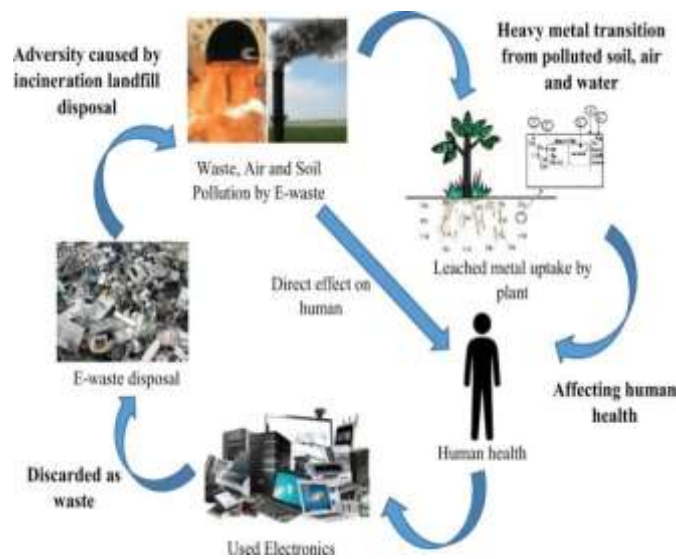 Adversity caused by
incineration landfill
disposal
Heavy metal transition
from polluted soil, air
and water
Waste, Air and Soil
Pollution by E-waste
Leached metal uptake by
plant
Direct effect on
human
E-waste disposal
Affecting human
health
Human health
Discarded as
waste
Used Electronics